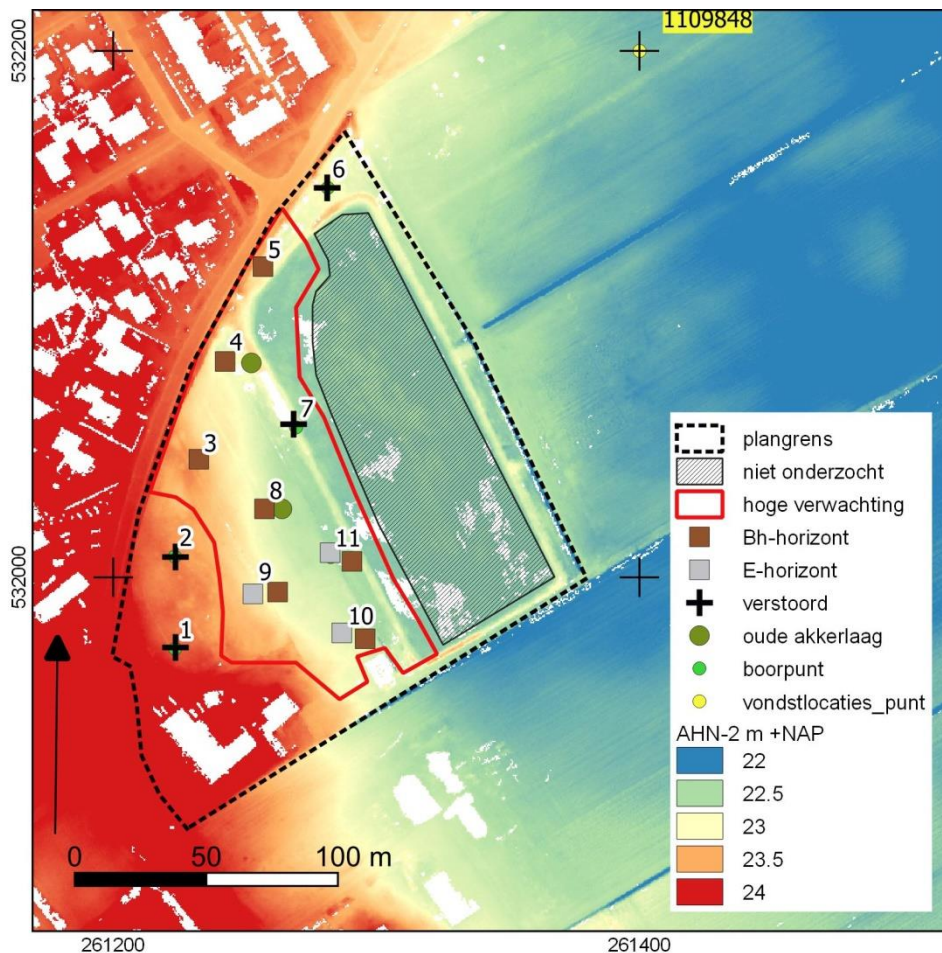 1109848
532200
6
5
4
7
3
8
2
11
9
532000
10
1
plangrens
niet onderzocht
hoge verwachting
Bh-horizont
E-horizont
verstoord
oude akkerlaag
boorpunt
vondstlocaties_punt
AHN-2 m +NAP
22
22.5
23
23.5
24
0 50 100 m
261200 261400